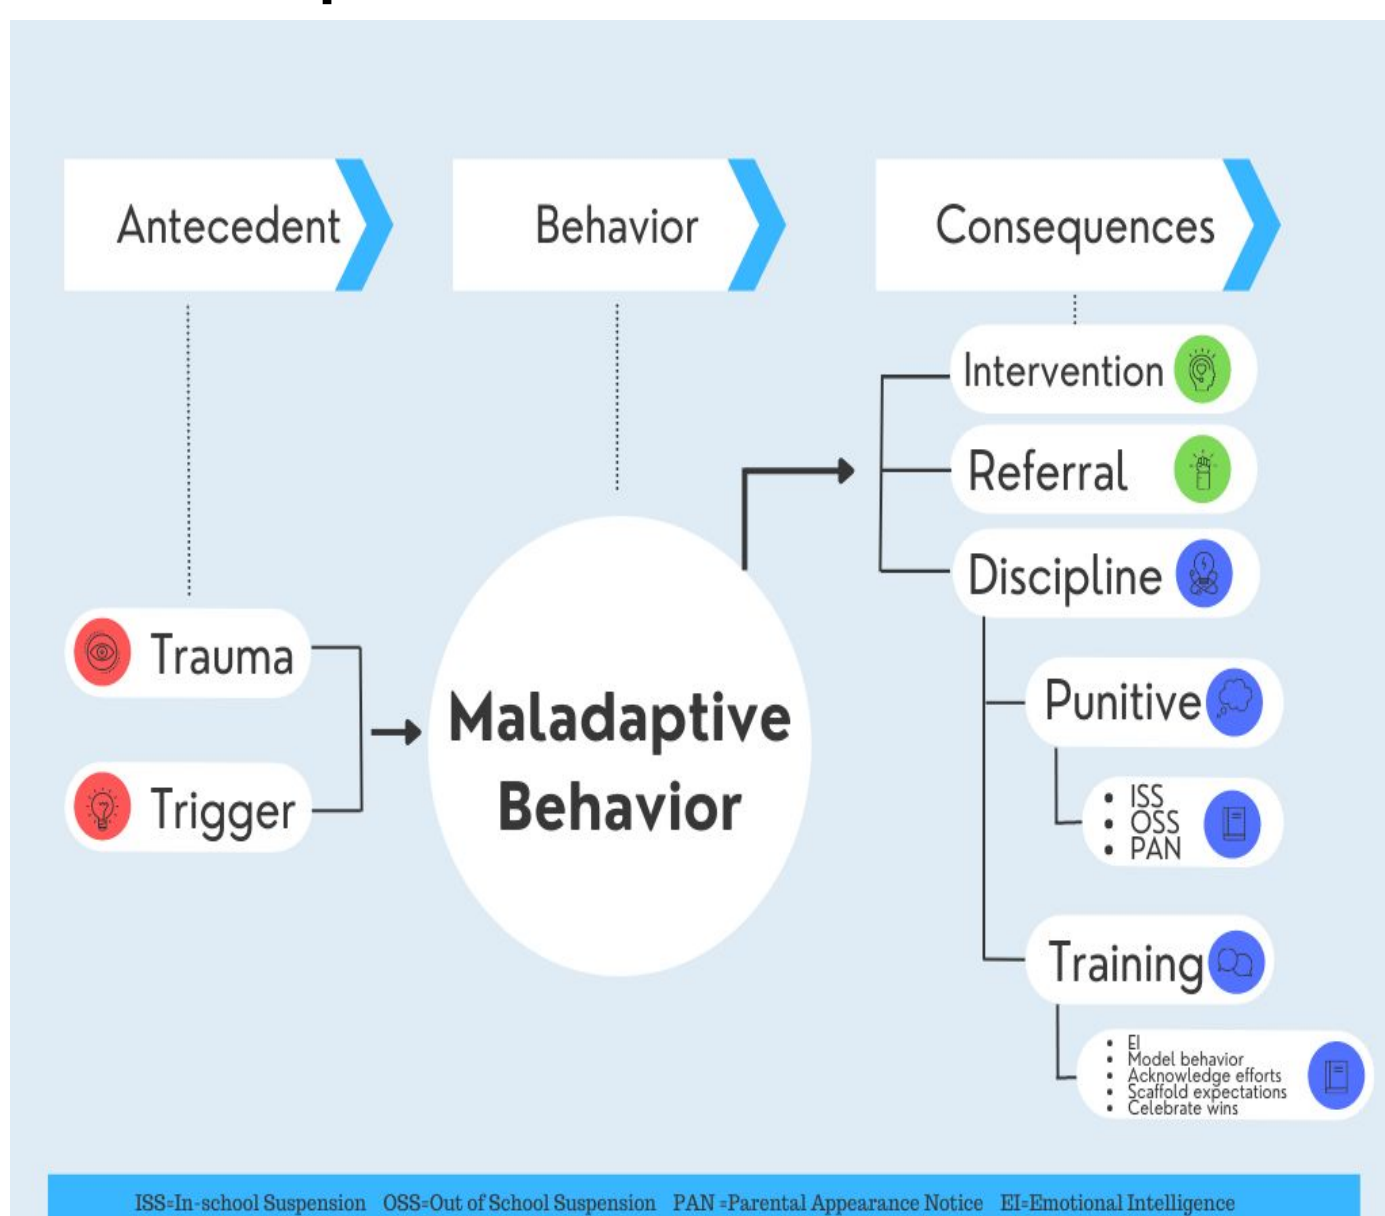 Antecedent
Behavior
Consequences
Intervention
Referral
Discipline
Trauma
Trigger
Maladaptive
Behavior
Punitive
• ISS
• OSS
• PAN
Training
• EI
• Model behavior
• Acknowledge efforts
• Scaffold expectations
• Celebrate wins
ISS=In-school Suspension OSS=Out of School Suspension PAN =Parental Appearance Notice EI=Emotional Intelligence